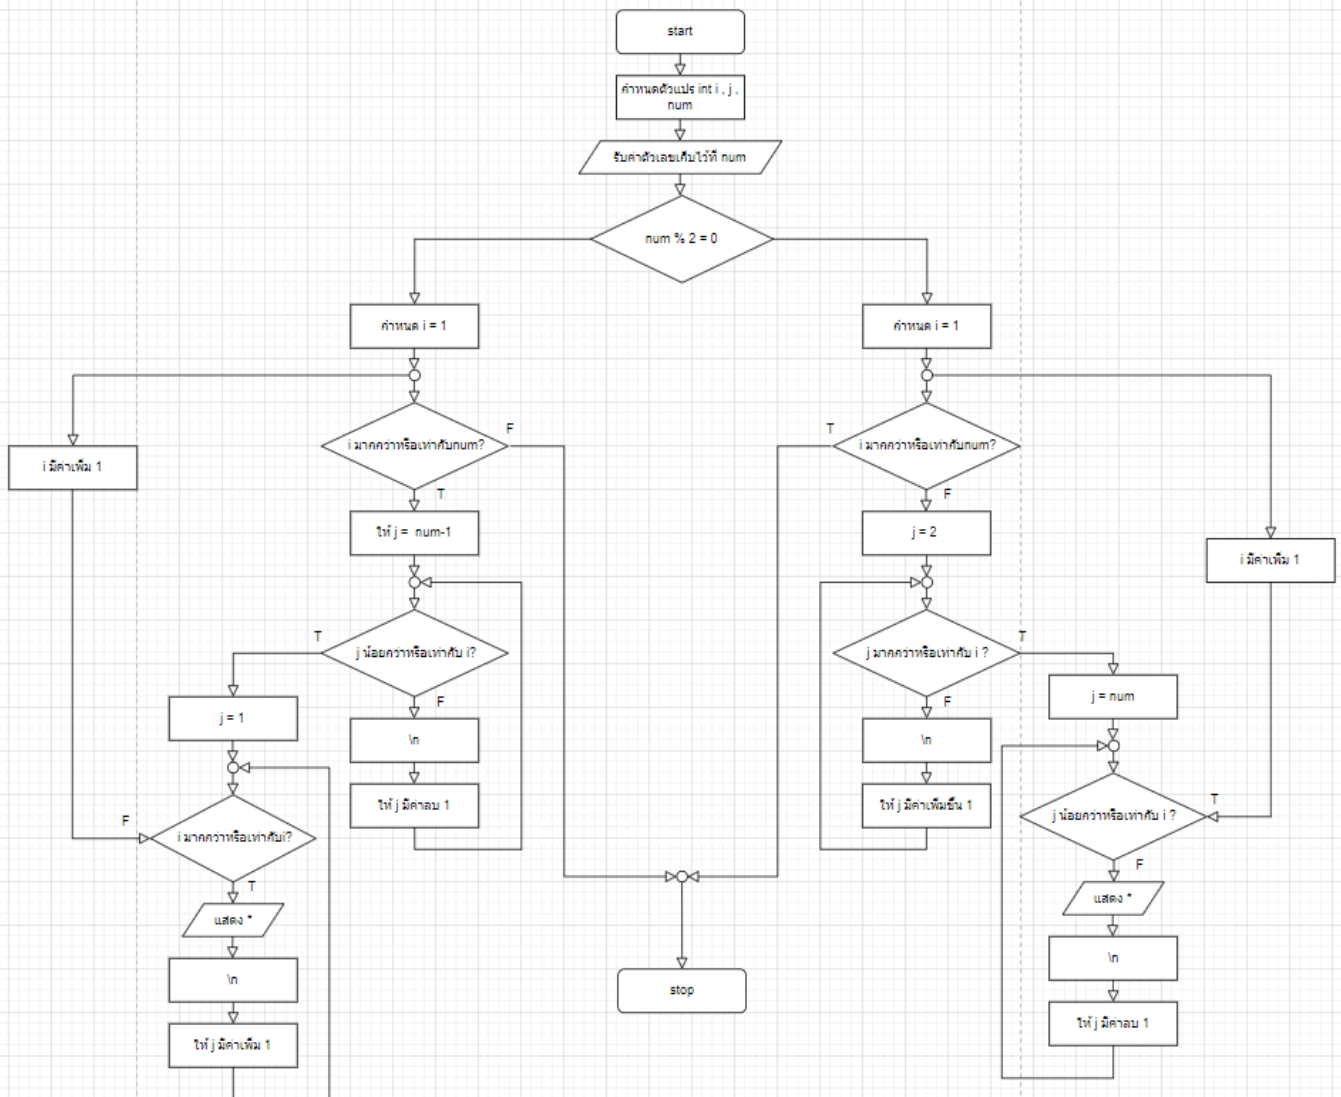 start
กำหนดตัวแปร int i , j ,
num
รับค่าตัวเลขเก็บไว้ที่ num
num % 2 = 0
กำหนด i = 1
กำหนด i = 1
i มากกว่าหรือเท่ากับnum?
F
T
i มากกว่าหรือเท่ากับnum?
i มีค่าเพิ่ม 1
T
F
ให้ j =  num-1
j = 2
i มีค่าเพิ่ม 1
T
j น้อยกว่าหรือเท่ากับ i?
j มากกว่าหรือเท่ากับ i ?
T
j = 1
F
F
j = num
\n
\n
ให้ j มีค่าลบ 1
ให้ j มีค่าเพิ่มขึ้น 1
T
F
i มากกว่าหรือเท่ากับi?
j น้อยกว่าหรือเท่ากับ i ?
T
F
แสดง *
แสดง *
\n
\n
stop
ให้ j มีค่าเพิ่ม 1
ให้ j มีค่าลบ 1